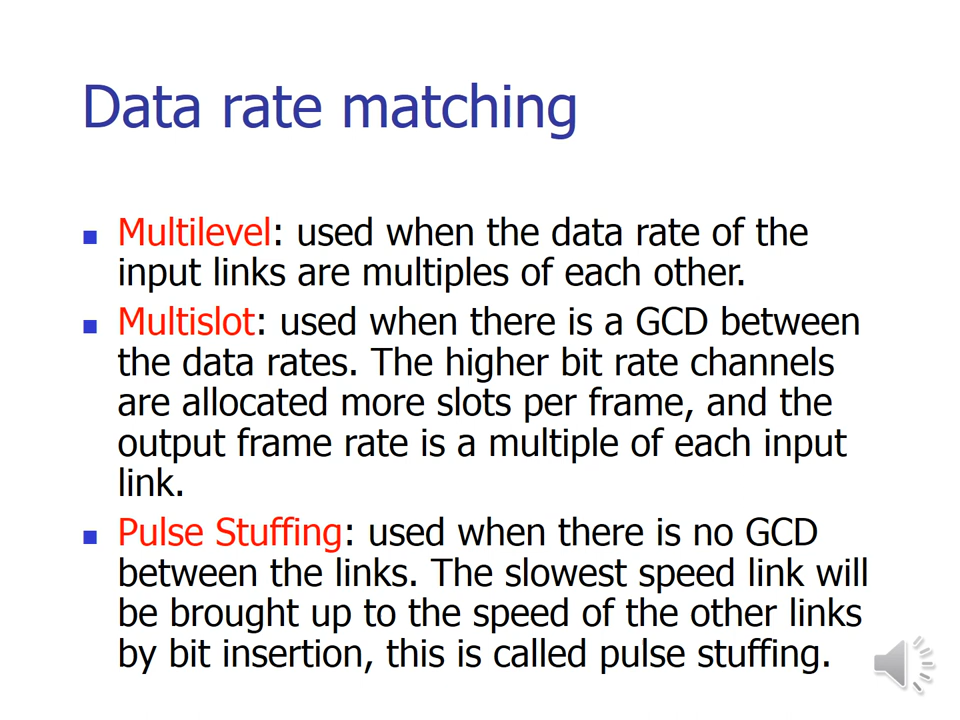 Data rate matching
Multilevel: used when the data rate of the
input links are multiples of each other.
Multislot: used when there is a GCD between
the data rates. The higher bit rate channels
are allocated more slots per frame, and the
output frame rate is a multiple of each input
link.
Pulse Stuffing: used when there is no GCD
between the links. The slowest speed link will
be brought up to the speed of the other links
by bit insertion, this is called pulse stuffing.